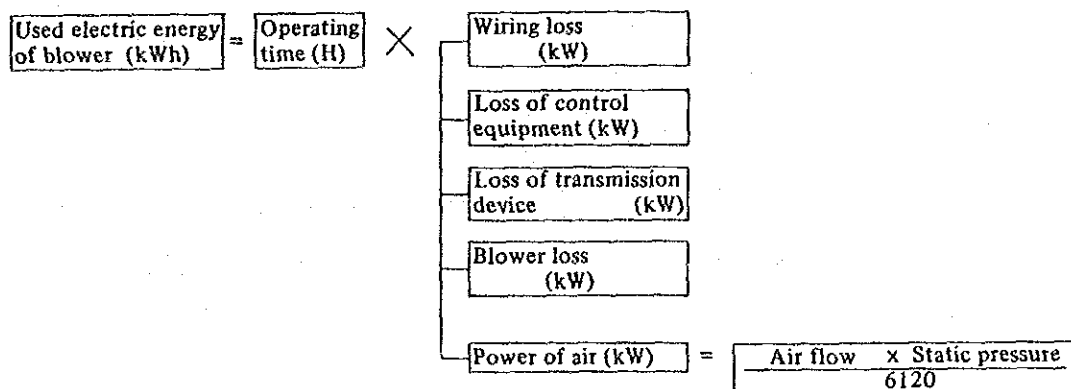 Used electric energy
of blower (kWh)
=
Operating
time (H)
×
Wiring loss
(kW)
Loss of control
equipment (kW)
Loss of transmission
device (kW)
Blower loss
(kW)
Power of air (kW) = Air flow x Static pressure
6120